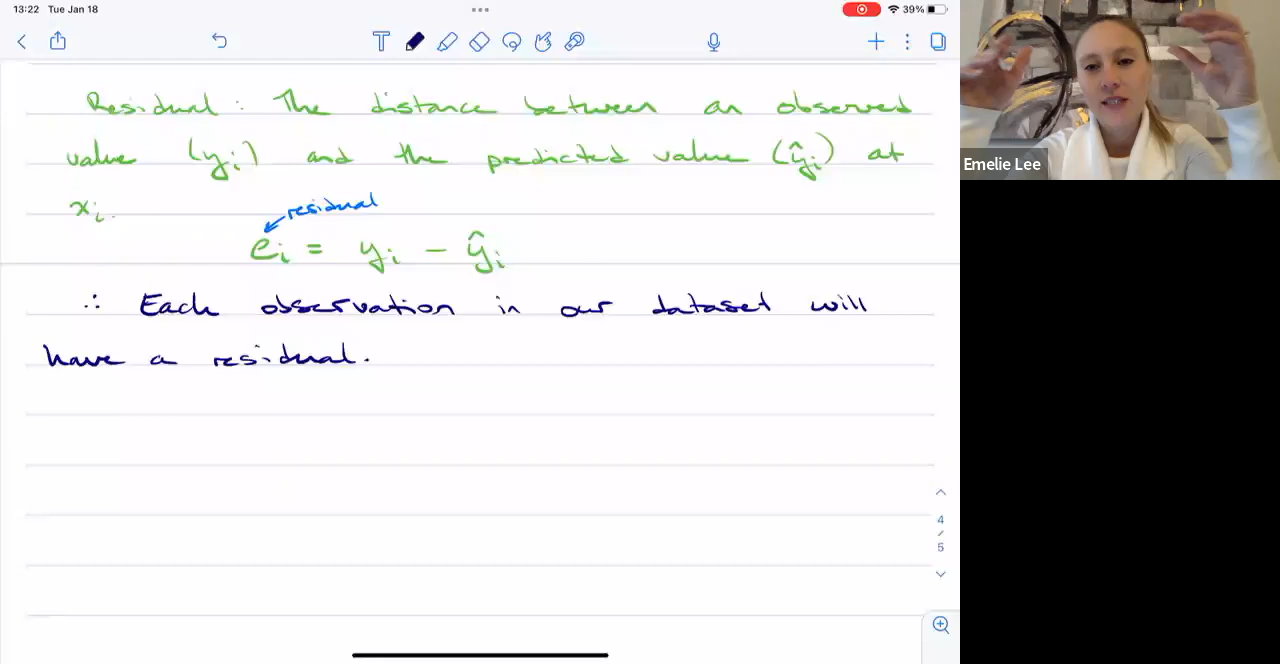 13:22 Tue Jan 18
39%
Residual : The distance between an observed
value (yᵢ) and the predicted value (ŷᵢ) at
xᵢ.
residual
eᵢ = yᵢ - ŷᵢ
∴ Each observation in our dataset will
have a residual.
4
/
5
Emelie Lee